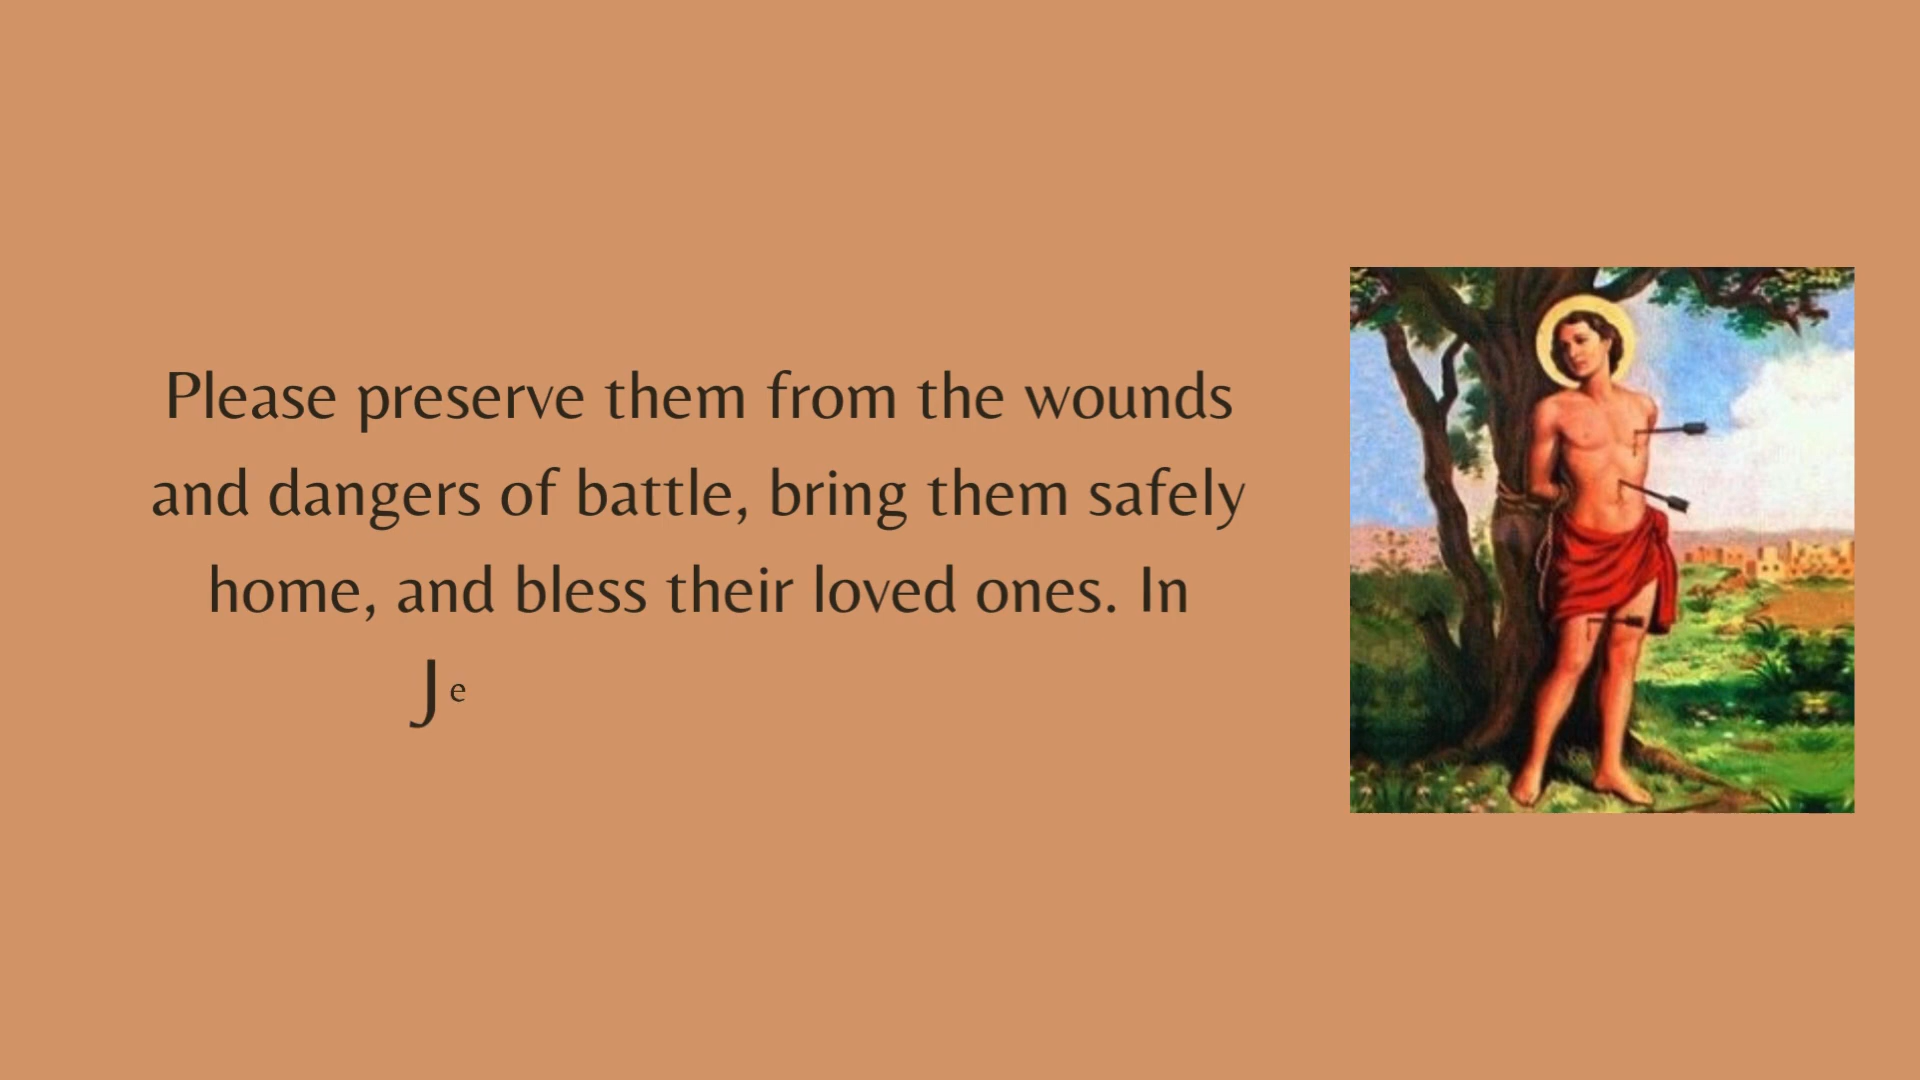 Please preserve them from the wounds
and dangers of battle, bring them safely
home, and bless their loved ones. In
Je